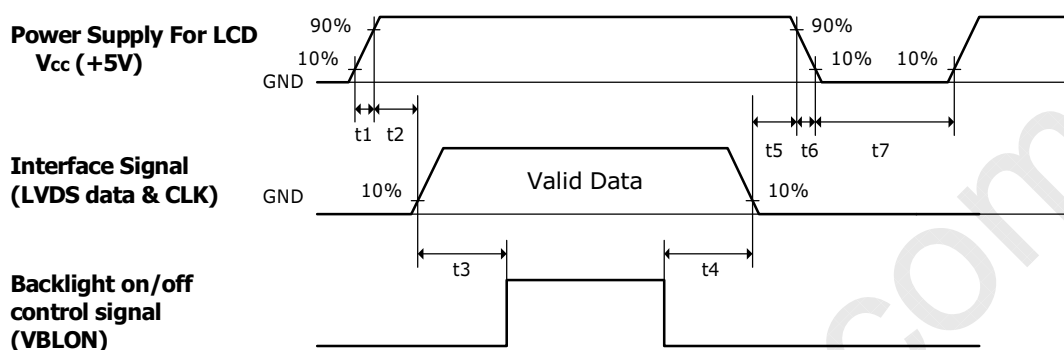 Power Supply For LCD
Vcc (+5V)
90%
10%
GND
90%
10%
10%
t1
t2
t5
t6
t7
Interface Signal
(LVDS data & CLK)
GND
10%
Valid Data
10%
t3
t4
Backlight on/off
control signal
(VBLON)
com